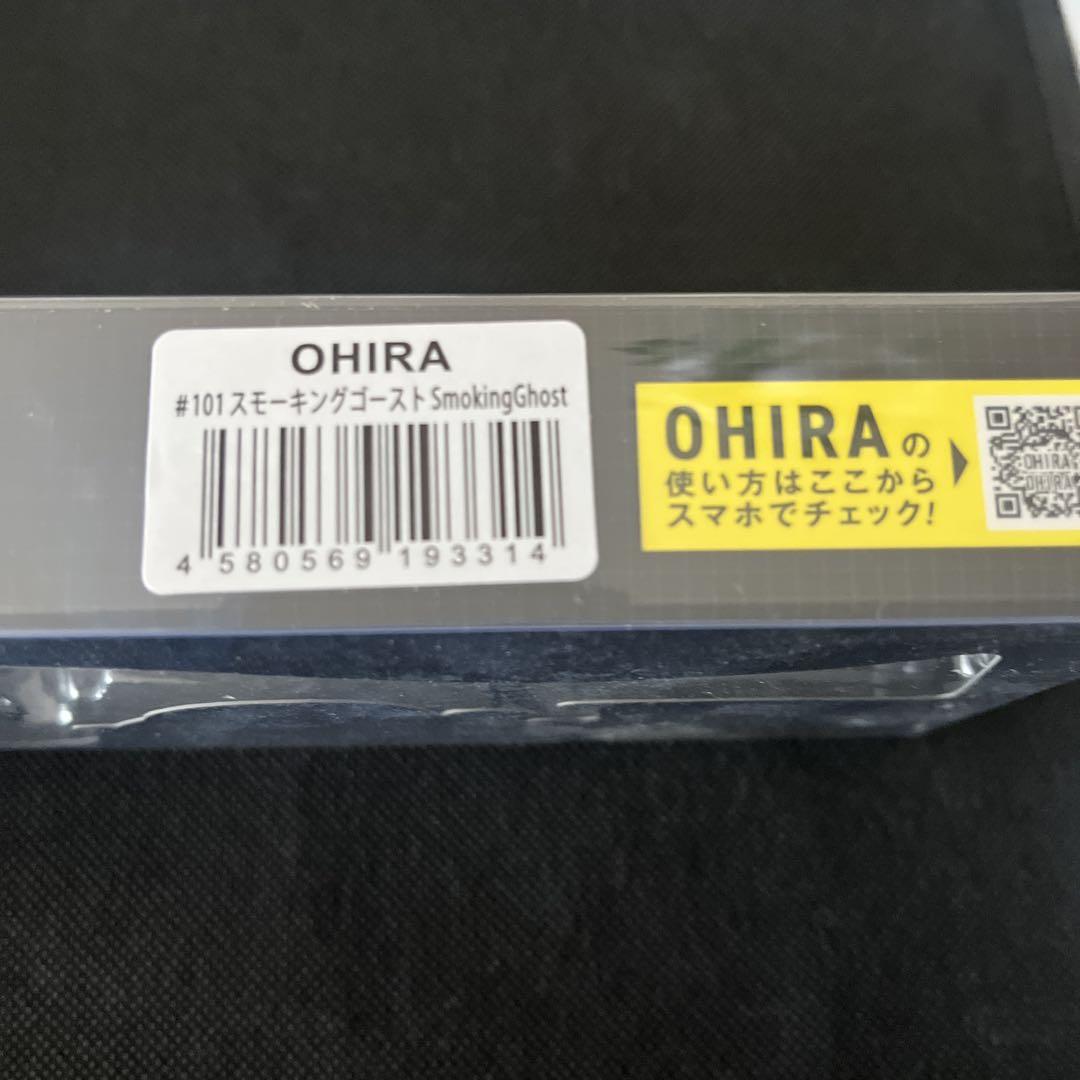 OHIRA
#101 スモーキングゴースト SmokingGhost
4 580569 193314
OHIRAの
使い方はここから
スマホでチェック!
OHIRA
OHIRA